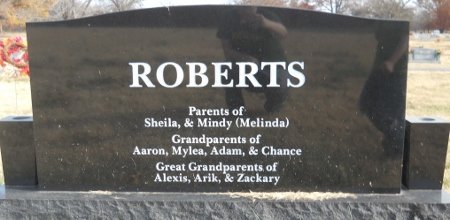 ROBERTS
Parents of
Sheila, & Mindy (Melinda)
Grandparents of
Aaron, Mylea, Adam, & Chance
Great Grandparents of
Alexis, Arik, & Zackary